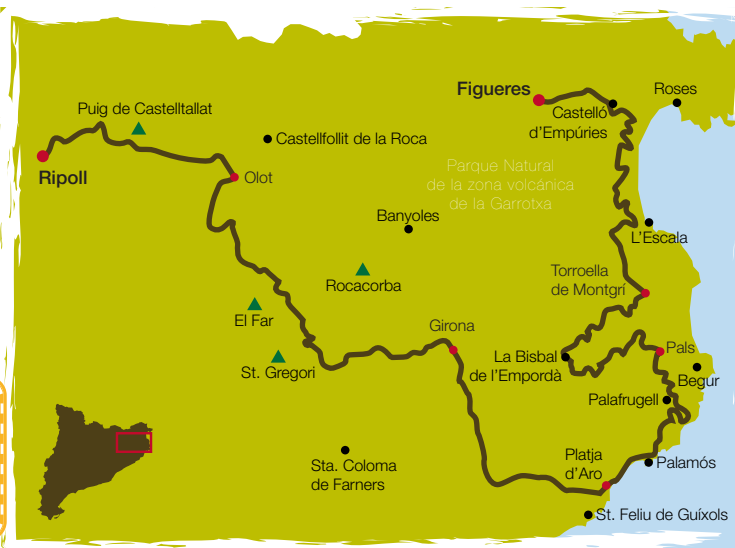 Figueres
Roses
Puig de Castelltallat
Castelló
d'Empúries
Castellfollit de la Roca
Parque Natural
de la zona volcánica
de la Garrotxa
Ripoll
Olot
Banyoles
L'Escala
Torroella
de Montgrí
Rocacorba
El Far
Girona
La Bisbal
de l'Empordà
Pals
St. Gregori
Begur
Palafrugell
Platja
d'Aro
Palamós
Sta. Coloma
de Farners
St. Feliu de Guíxols